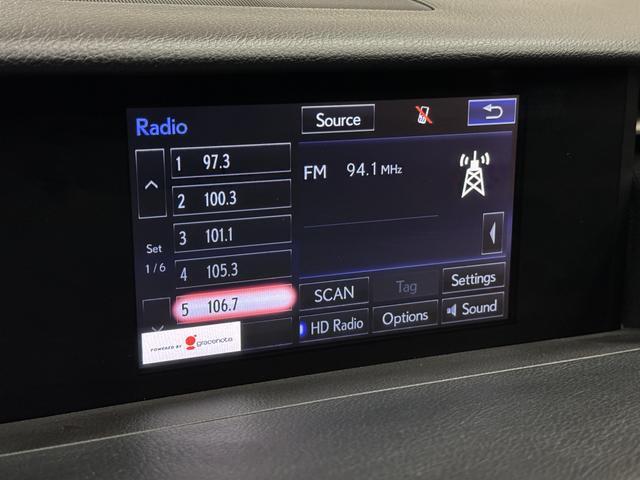 Radio
Source
1 97.3
2 100.3
3 101.1
4 105.3
5 106.7
Set
1/6
FM 94.1 MHz
SCAN
Tag
Settings
HD Radio
Options
Sound
POWERED BY gracenote